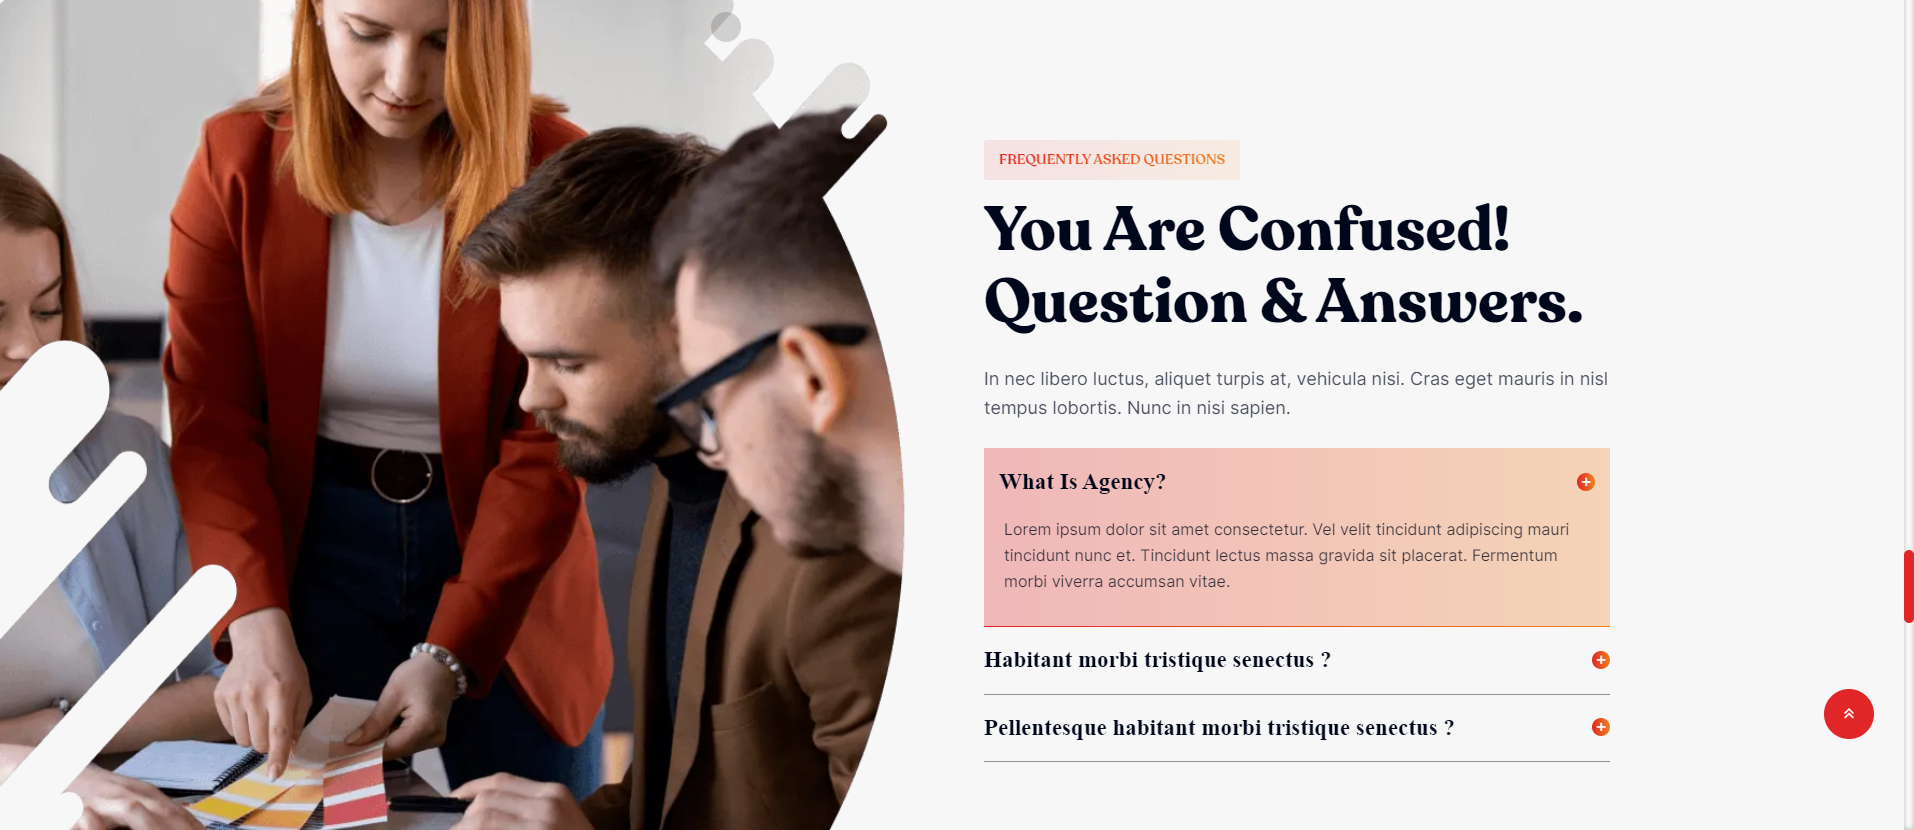 FREQUENTLY ASKED QUESTIONS
You Are Confused!
Question & Answers.
In nec libero luctus, aliquet turpis at, vehicula nisi. Cras eget mauris in nisl
tempus lobortis. Nunc in nisi sapien.
What Is Agency?
Lorem ipsum dolor sit amet consectetur. Vel velit tincidunt adipiscing mauri
tincidunt nunc et. Tincidunt lectus massa gravida sit placerat. Fermentum
morbi viverra accumsan vitae.
Habitant morbi tristique senectus ?
Pellentesque habitant morbi tristique senectus ?